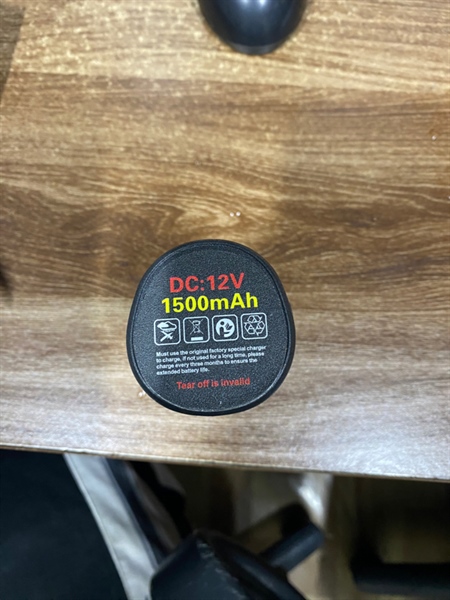 DC:12V
1500mAh
Must use the original factory special charger
to charge, if not used for a long time, please
charge every three months to ensure the
extended battery life.
Tear off is invalid